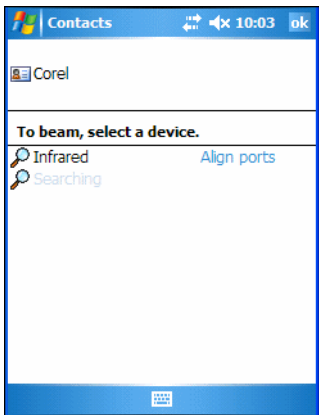 Contacts 10:03 ok
Corel
To beam, select a device.
Infrared Align ports
Searching